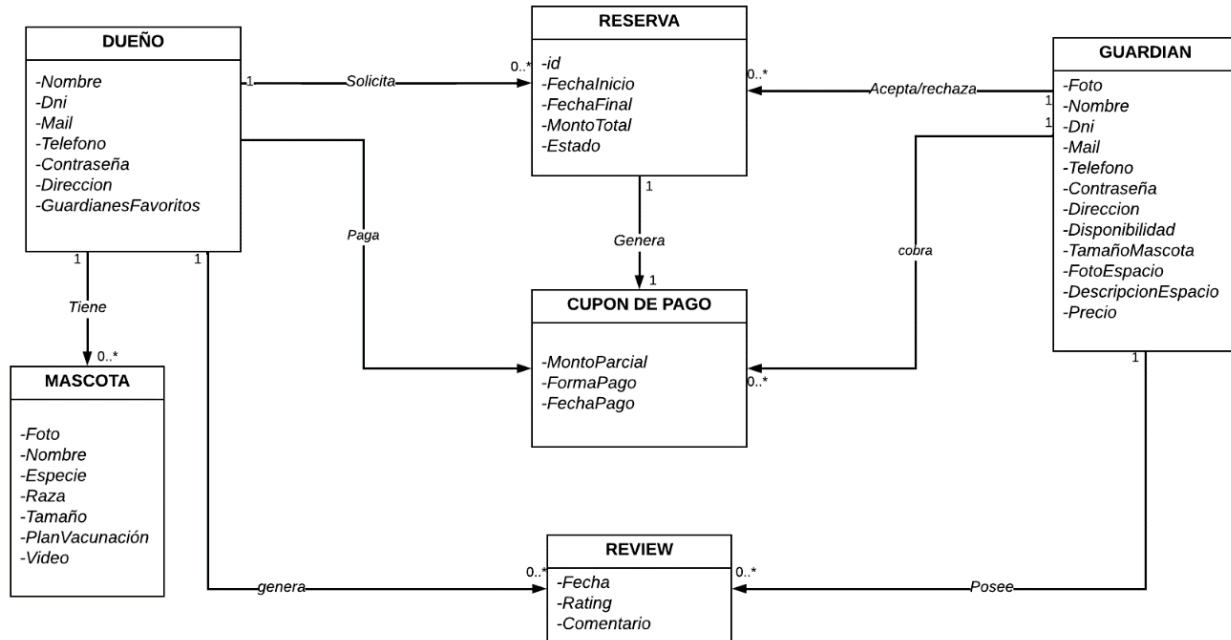 DUEÑO
-Nombre
-Dni
-Mail
-Telefono
-Contraseña
-Direccion
-GuardianesFavoritos
1
Solicita
0..*
RESERVA
-id
-FechaInicio
-FechaFinal
-MontoTotal
-Estado
0..*
Acepta/rechaza
1
GUARDIAN
-Foto
-Nombre
-Dni
-Mail
-Telefono
-Contraseña
-Direccion
-Disponibilidad
-TamañoMascota
-FotoEspacio
-DescripcionEspacio
-Precio
1
Tiene
0..*
MASCOTA
-Foto
-Nombre
-Especie
-Raza
-Tamaño
-PlanVacunación
-Video
Paga
1
Genera
1
CUPON DE PAGO
-MontoParcial
-FormaPago
-FechaPago
1
cobra
0..*
1
genera
0..*
REVIEW
-Fecha
-Rating
-Comentario
0..*
Posee
1